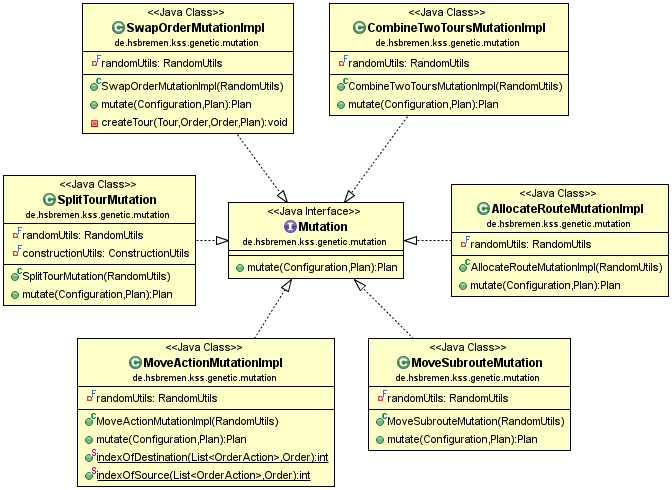 <<Java Class>>
SwapOrderMutationImpl
de.hsbremen.kss.genetic.mutation
randomUtils: RandomUtils
SwapOrderMutationImpl(RandomUtils)
mutate(Configuration,Plan):Plan
createTour(Tour,Order,Order,Plan):void
<<Java Class>>
CombineTwoToursMutationImpl
de.hsbremen.kss.genetic.mutation
randomUtils: RandomUtils
CombineTwoToursMutationImpl(RandomUtils)
mutate(Configuration,Plan):Plan
<<Java Class>>
SplitTourMutation
de.hsbremen.kss.genetic.mutation
randomUtils: RandomUtils
constructionUtils: ConstructionUtils
SplitTourMutation(RandomUtils)
mutate(Configuration,Plan):Plan
<<Java Interface>>
Mutation
de.hsbremen.kss.genetic.mutation
mutate(Configuration,Plan):Plan
<<Java Class>>
AllocateRouteMutationImpl
de.hsbremen.kss.genetic.mutation
randomUtils: RandomUtils
AllocateRouteMutationImpl(RandomUtils)
mutate(Configuration,Plan):Plan
<<Java Class>>
MoveActionMutationImpl
de.hsbremen.kss.genetic.mutation
randomUtils: RandomUtils
MoveActionMutationImpl(RandomUtils)
mutate(Configuration,Plan):Plan
indexOfDestination(List<OrderAction>,Order):int
indexOfSource(List<OrderAction>,Order):int
<<Java Class>>
MoveSubrouteMutation
de.hsbremen.kss.genetic.mutation
randomUtils: RandomUtils
MoveSubrouteMutation(RandomUtils)
mutate(Configuration,Plan):Plan